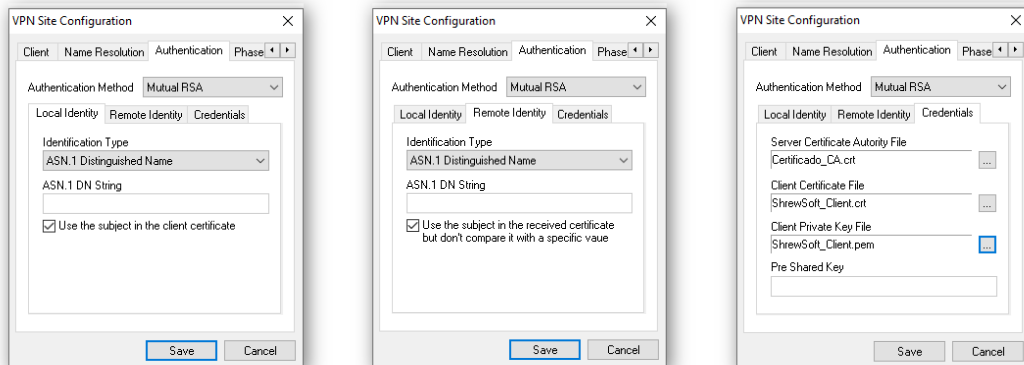 VPN Site Configuration
Client Name Resolution Authentication Phase
Authentication Method Mutual RSA
Local Identity Remote Identity Credentials
Identification Type
ASN.1 Distinguished Name
ASN.1 DN String
Use the subject in the client certificate
Save Cancel
VPN Site Configuration
Client Name Resolution Authentication Phase
Authentication Method Mutual RSA
Local Identity Remote Identity Credentials
Identification Type
ASN.1 Distinguished Name
ASN.1 DN String
Use the subject in the received certificate
but don't compare it with a specific vaue
Save Cancel
VPN Site Configuration
Client Name Resolution Authentication Phase
Authentication Method Mutual RSA
Local Identity Remote Identity Credentials
Server Certificate Autority File
Certificado_CA.crt ...
Client Certificate File
ShrewSoft_Client.crt ...
Client Private Key File
ShrewSoft_Client.pem ...
Pre Shared Key
Save Cancel